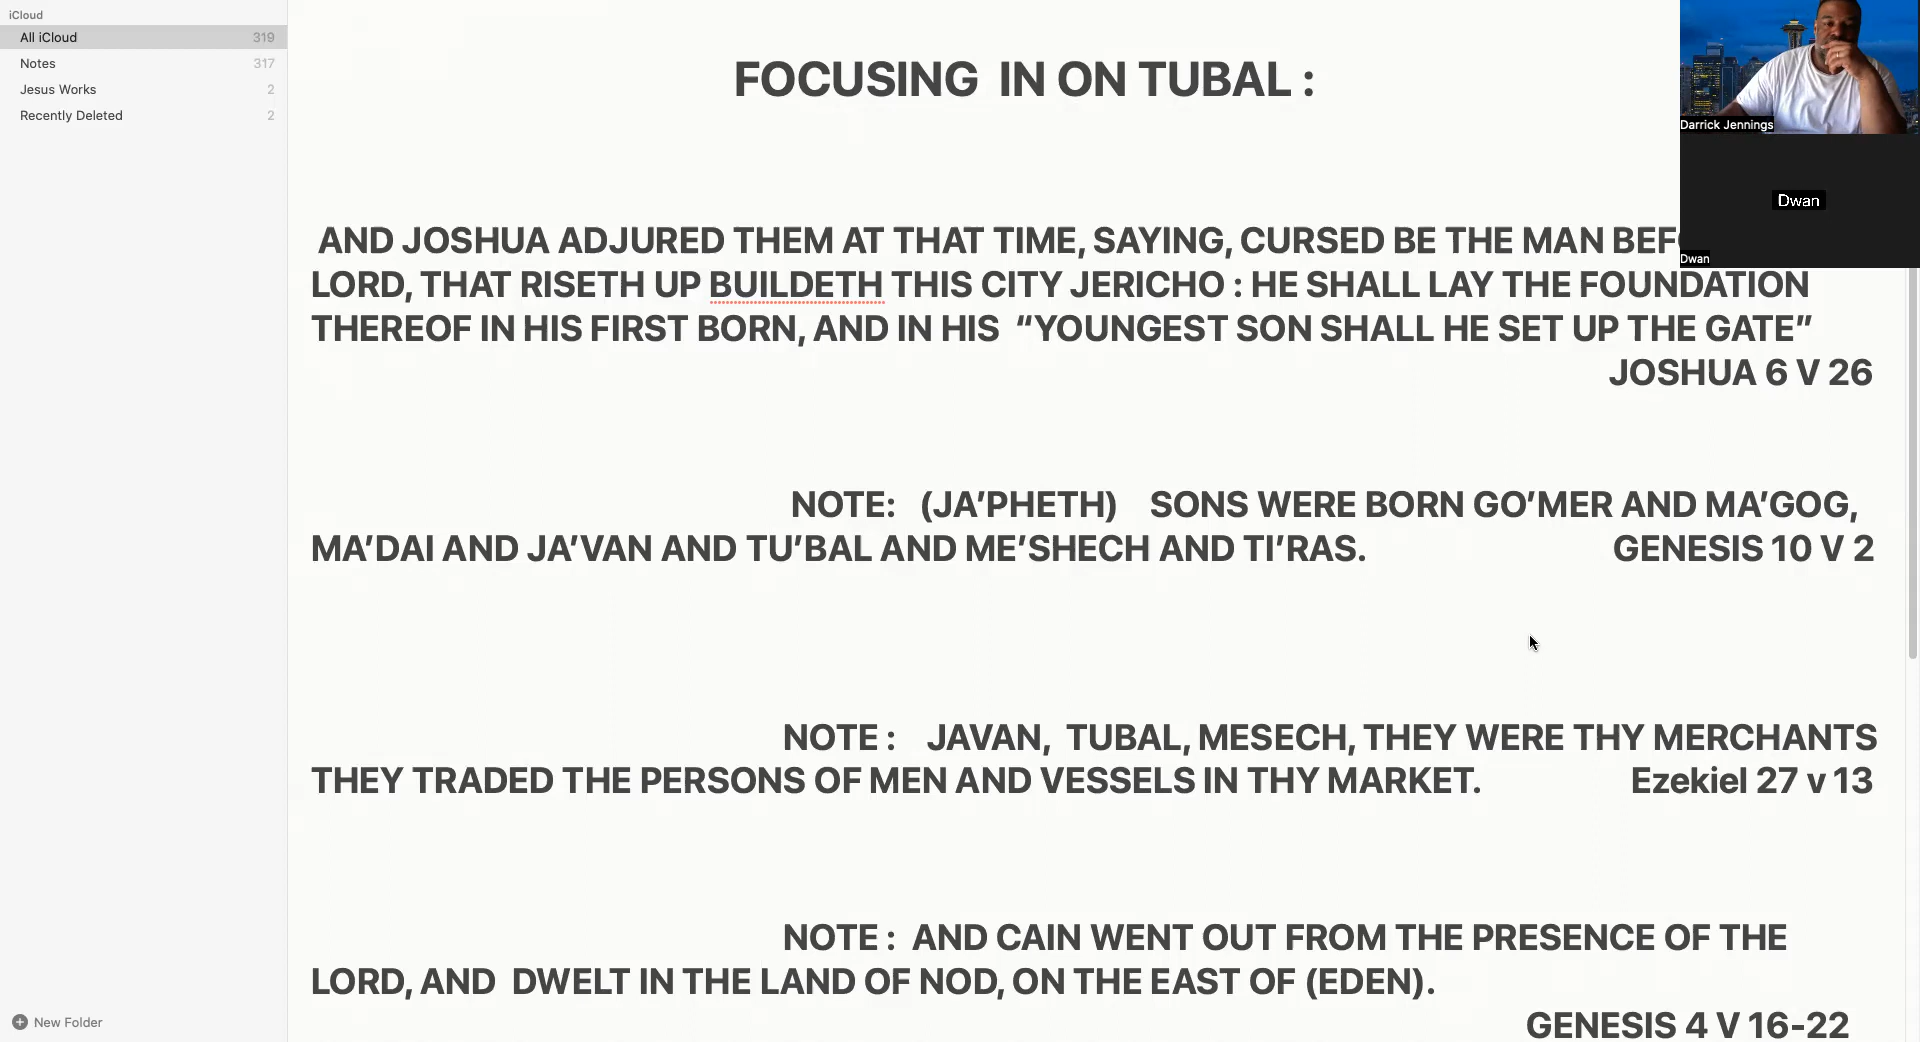 iCloud
All iCloud 319
Notes 317
Jesus Works 2
Recently Deleted 2
New Folder
FOCUSING IN ON TUBAL :
AND JOSHUA ADJURED THEM AT THAT TIME, SAYING, CURSED BE THE MAN
LORD, THAT RISETH UP BUILDETH THIS CITY JERICHO : HE SHALL LAY THE FOUNDATION
THEREOF IN HIS FIRST BORN, AND IN HIS “YOUNGEST SON SHALL HE SET UP THE GATE”
JOSHUA 6 V 26
NOTE: (JA’PHETH) SONS WERE BORN GO’MER AND MA’GOG,
MA’DAI AND JA’VAN AND TU’BAL AND ME’SHECH AND TI’RAS. GENESIS 10 V 2
NOTE : JAVAN, TUBAL, MESECH, THEY WERE THY MERCHANTS
THEY TRADED THE PERSONS OF MEN AND VESSELS IN THY MARKET. Ezekiel 27 v 13
NOTE : AND CAIN WENT OUT FROM THE PRESENCE OF THE
LORD, AND DWELT IN THE LAND OF NOD, ON THE EAST OF (EDEN).
GENESIS 4 V 16-22
Darrick Jennings
Dwan
Dwan